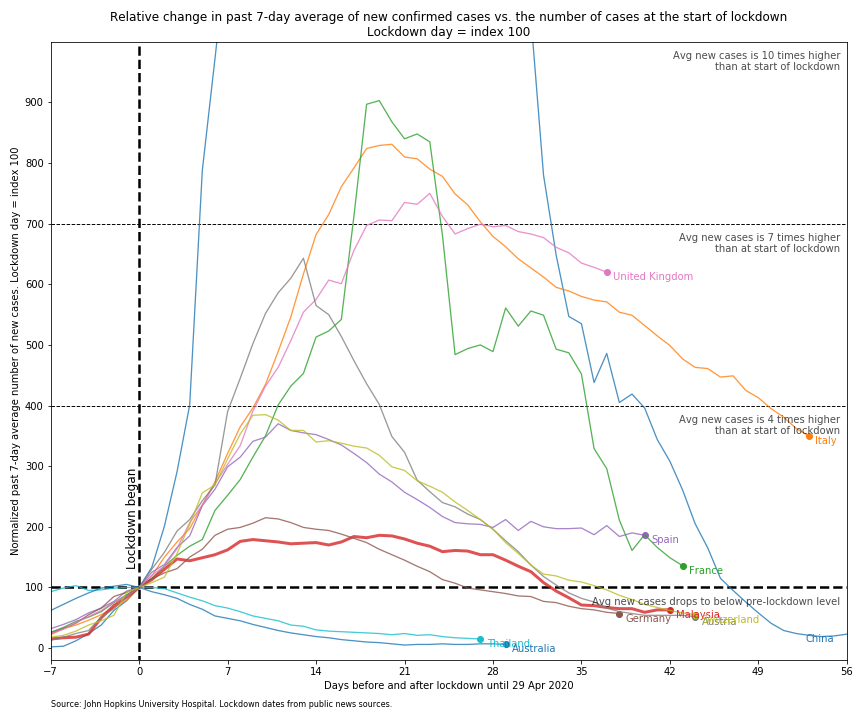 Relative change in past 7-day average of new confirmed cases vs. the number of cases at the start of lockdown
Lockdown day = index 100
Avg new cases is 10 times higher
than at start of lockdown
900
800
700
Avg new cases is 7 times higher
than at start of lockdown
600
United Kingdom
500
400
Avg new cases is 4 times higher
than at start of lockdown
Italy
300
200
Spain
France
100
Avg new cases drops to below pre-lockdown level
Malaysia
Germany
Switzerland
Austria
China
Thailand
Australia
0
Lockdown began
Normalized past 7-day average number of new cases. Lockdown day = index 100
−7 0 7 14 21 28 35 42 49 56
Days before and after lockdown until 29 Apr 2020
Source: John Hopkins University Hospital. Lockdown dates from public news sources.